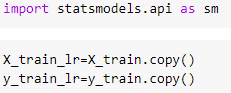 import statsmodels.api as sm
X_train_lr=X_train.copy()
y_train_lr=y_train.copy()